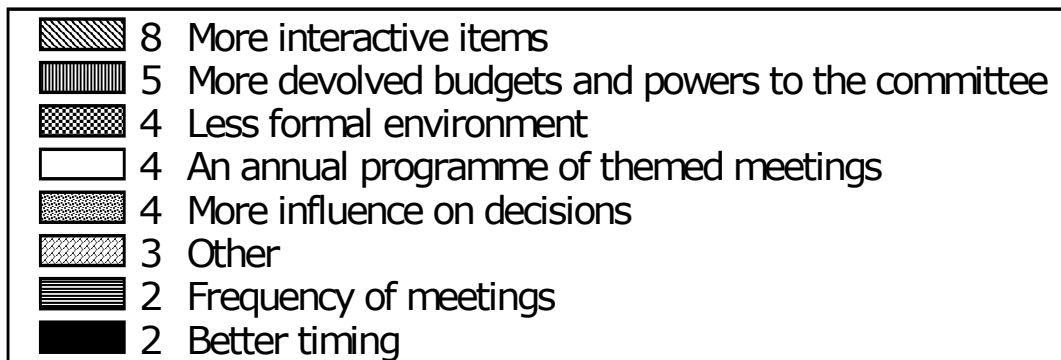 8 More interactive items
5 More devolved budgets and powers to the committee
4 Less formal environment
4 An annual programme of themed meetings
4 More influence on decisions
3 Other
2 Frequency of meetings
2 Better timing